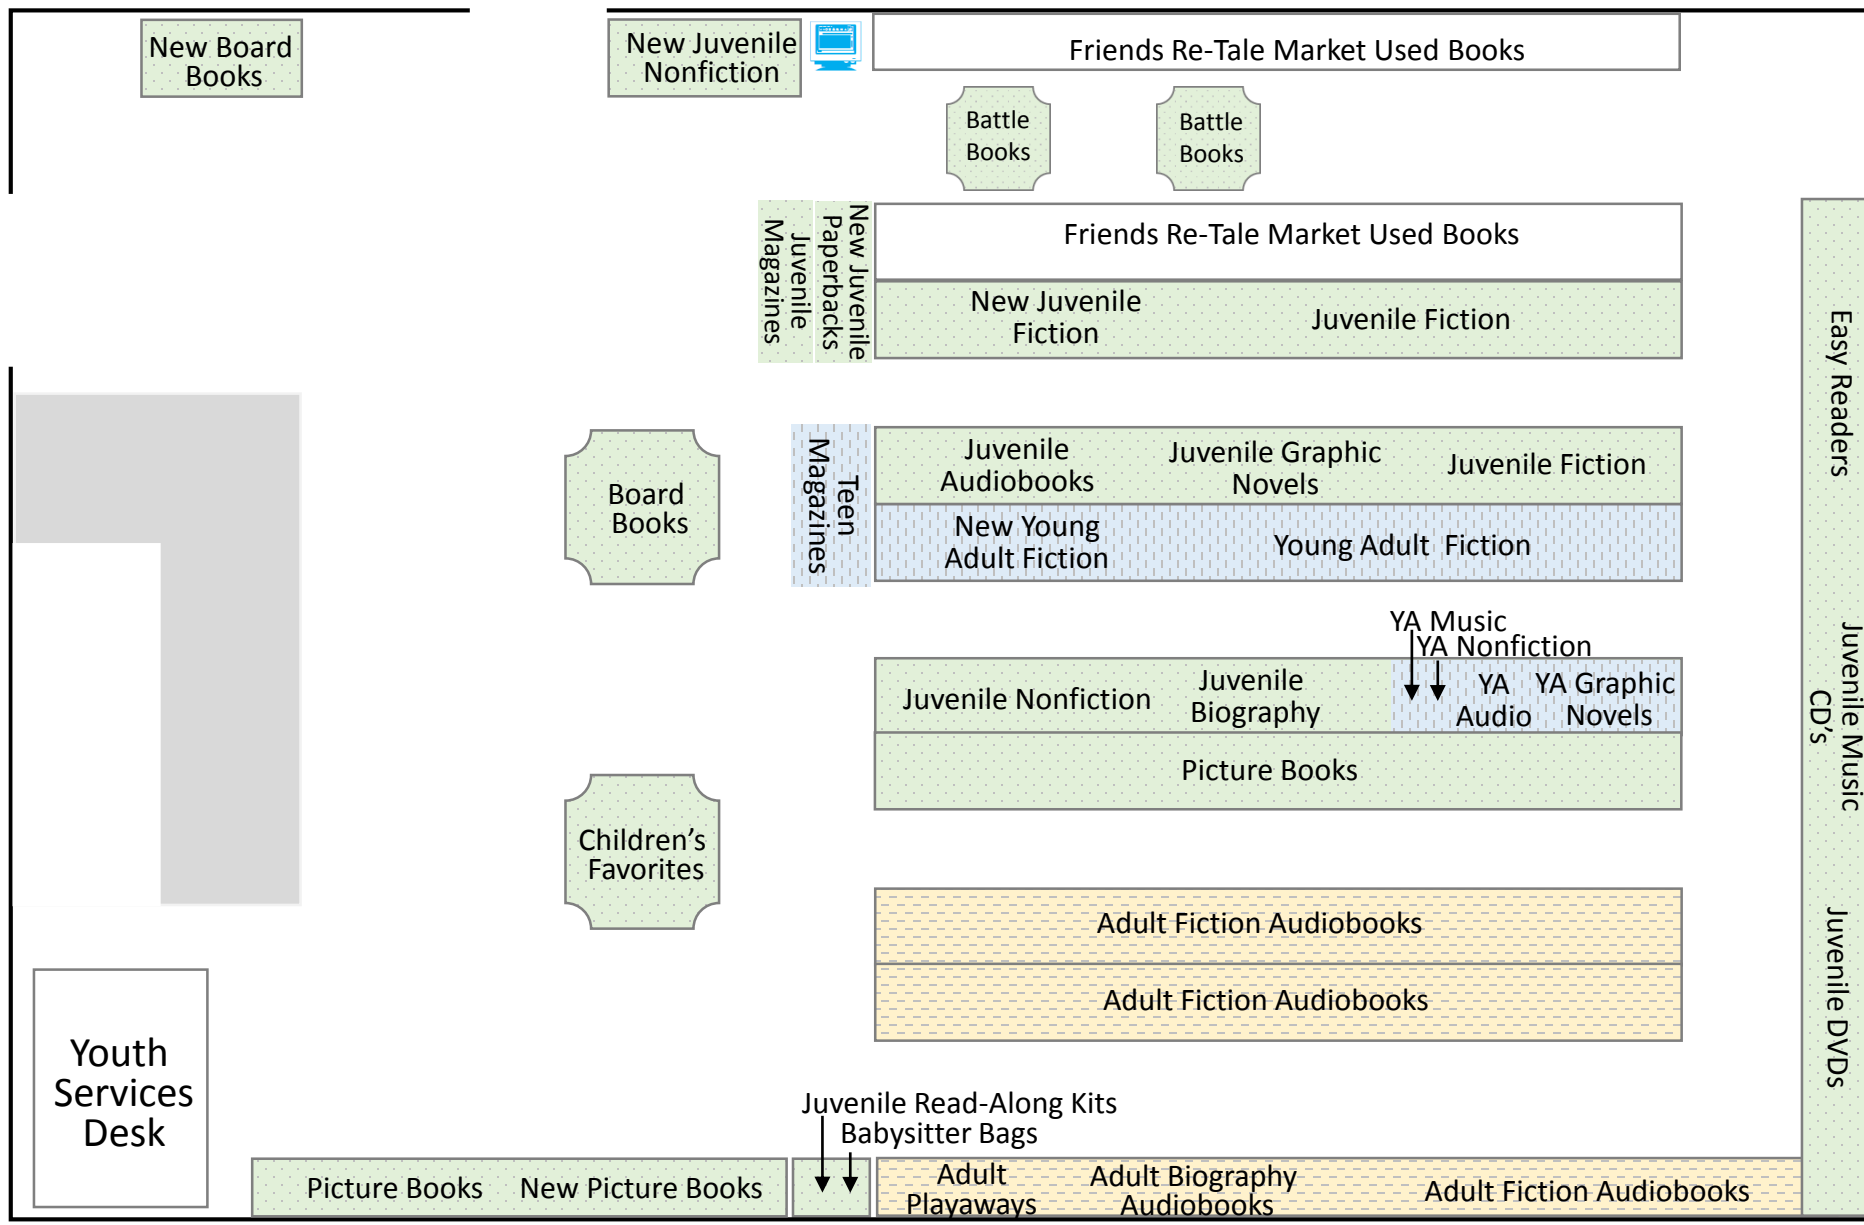 New Board
Books
New Juvenile
Nonfiction
Friends Re-Tale Market Used Books
Battle
Books
Battle
Books
Juvenile
Magazines
New Juvenile
Paperbacks
Friends Re-Tale Market Used Books
New Juvenile
Fiction
Juvenile Fiction
Easy Readers
Board
Books
Teen
Magazines
Juvenile
Audiobooks
Juvenile Graphic
Novels
Juvenile Fiction
New Young
Adult Fiction
Young Adult  Fiction
YA Music
YA Nonfiction
Juvenile Nonfiction
Juvenile
Biography
YA
Audio
YA Graphic
Novels
Juvenile Music
CD's
Picture Books
Children’s
Favorites
Adult Fiction Audiobooks
Adult Fiction Audiobooks
Juvenile DVDs
Youth
Services
Desk
Juvenile Read-Along Kits
Babysitter Bags
Picture Books
New Picture Books
Adult
Playaways
Adult Biography
Audiobooks
Adult Fiction Audiobooks